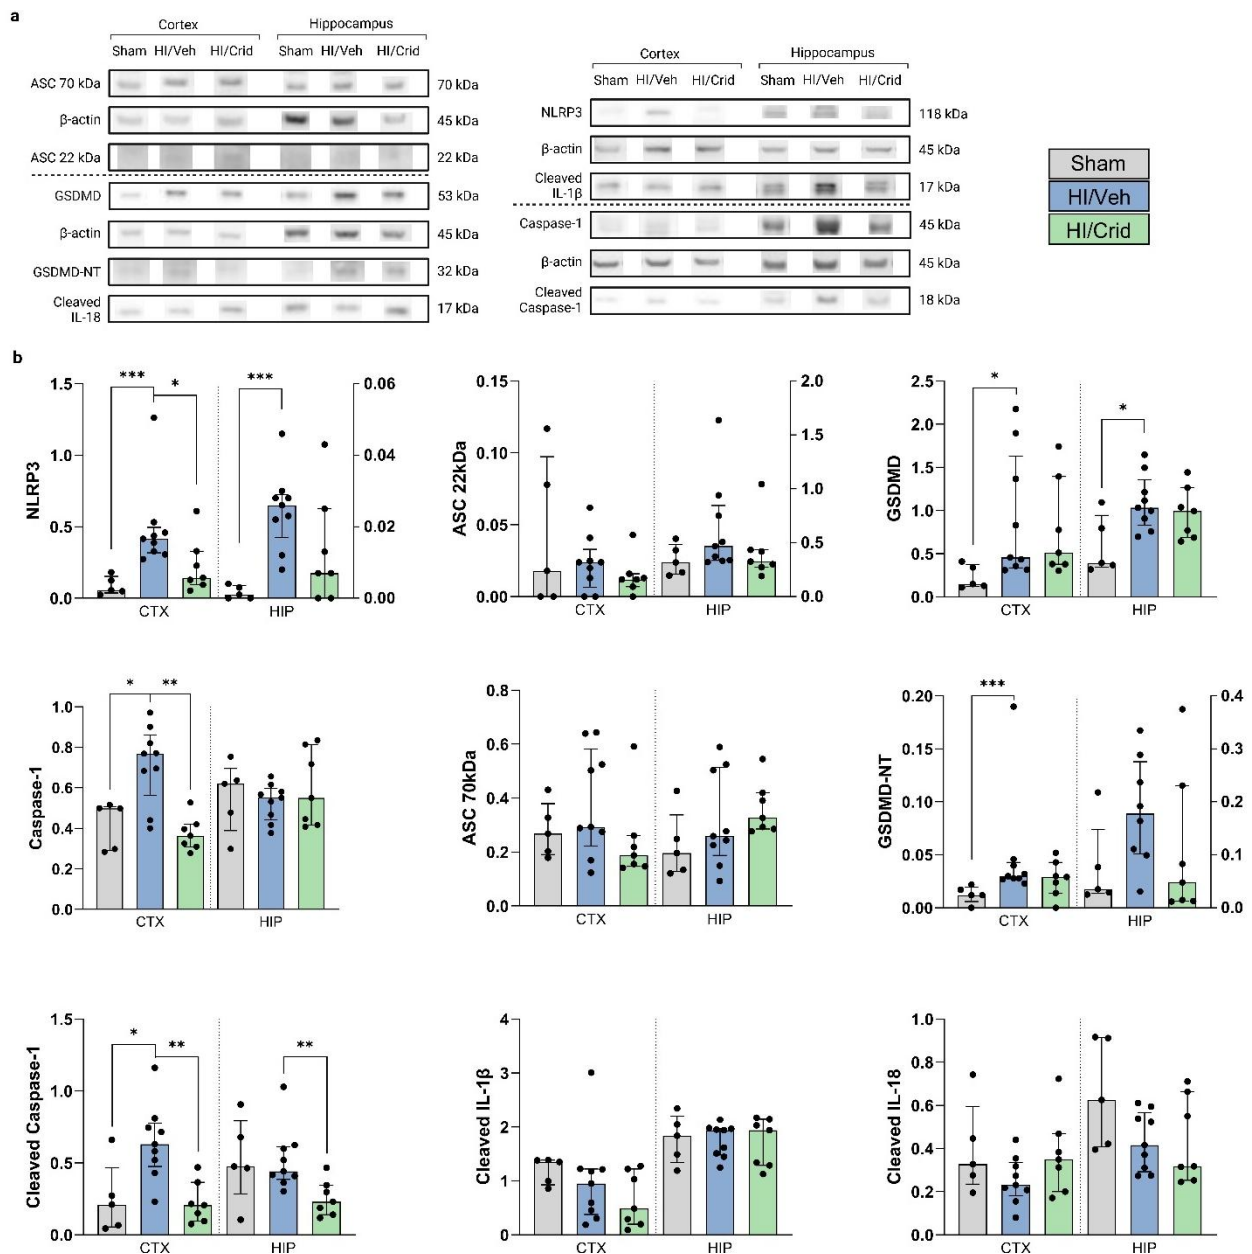 a
Cortex Hippocampus
Sham HI/Veh HI/Crid Sham HI/Veh HI/Crid
ASC 70 kDa 70 kDa
β-actin 45 kDa
ASC 22 kDa 22 kDa
GSDMD 53 kDa
β-actin 45 kDa
GSDMD-NT 32 kDa
Cleaved
IL-18 17 kDa
Cortex Hippocampus
Sham HI/Veh HI/Crid Sham HI/Veh HI/Crid
NLRP3 118 kDa
β-actin 45 kDa
Cleaved
IL-1β 17 kDa
Caspase-1 45 kDa
β-actin 45 kDa
Cleaved
Caspase-1 18 kDa
Sham
HI/Veh
HI/Crid
b
NLRP3
1.5
1.0
0.5
0.0
*** * ***
0.06
0.04
0.02
0.00
CTX HIP
ASC 22kDa
0.15
0.10
0.05
0.00
2.0
1.5
1.0
0.5
0.0
CTX HIP
GSDMD
2.5
2.0
1.5
1.0
0.5
0.0
* *
CTX HIP
Caspase-1
1.0
0.8
0.6
0.4
0.2
0.0
* **
CTX HIP
ASC 70kDa
0.8
0.6
0.4
0.2
0.0
CTX HIP
GSDMD-NT
0.20
0.15
0.10
0.05
0.00
***
0.4
0.3
0.2
0.1
0.0
CTX HIP
Cleaved Caspase-1
1.5
1.0
0.5
0.0
* ** **
CTX HIP
Cleaved IL-1β
4
3
2
1
0
CTX HIP
Cleaved IL-18
1.0
0.8
0.6
0.4
0.2
0.0
CTX HIP